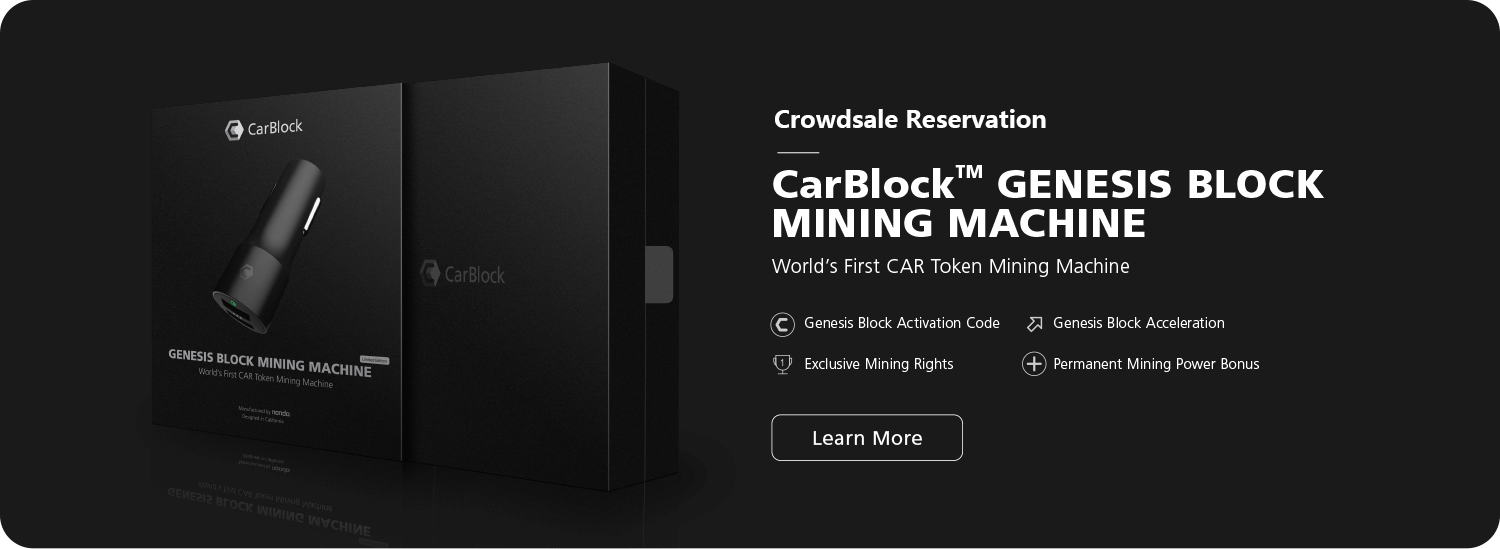 CarBlock
GENESIS BLOCK MINING MACHINE
World's First CAR Token Mining Machine
Manufactured by nonda
Designed in California
CarBlock
Crowdsale Reservation
CarBlock™ GENESIS BLOCK
MINING MACHINE
World’s First CAR Token Mining Machine
Genesis Block Activation Code
Genesis Block Acceleration
1
Exclusive Mining Rights
Permanent Mining Power Bonus
Learn More